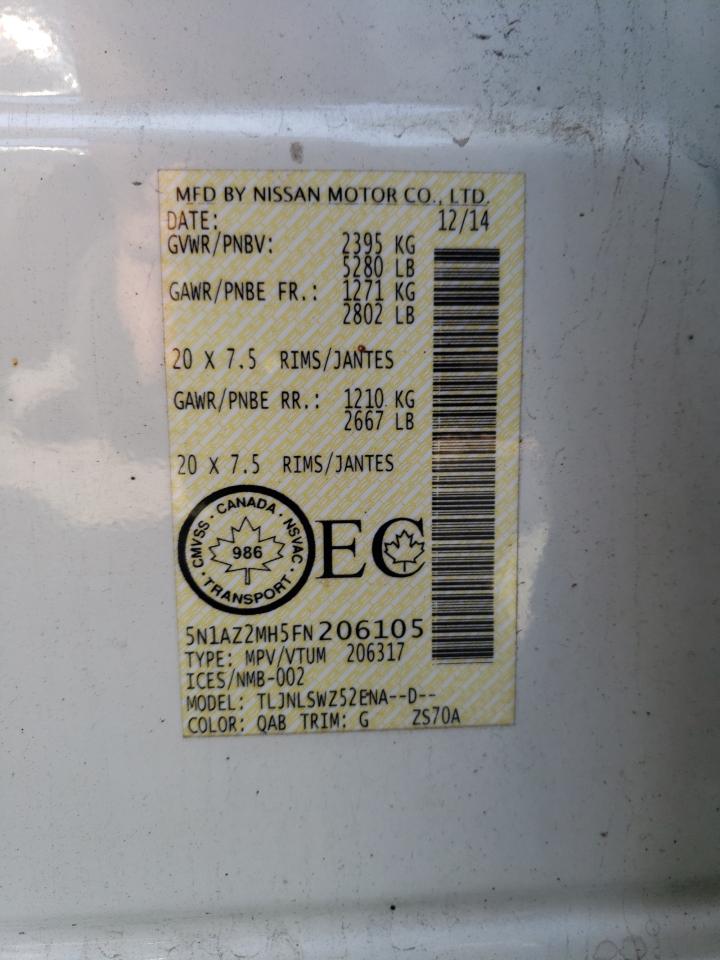 MFD BY NISSAN MOTOR CO., LTD.
DATE: 12/14
GVWR/PNBV: 2395 KG
5280 LB
GAWR/PNBE FR.: 1271 KG
2802 LB
20 X 7.5 RIMS/JANTES
GAWR/PNBE RR.: 1210 KG
2667 LB
20 X 7.5 RIMS/JANTES
CMVSS · CANADA · NSVAC
986
· TRANSPORT ·
EC
5N1AZ2MH5FN206105
TYPE: MPV/VTUM 206317
ICES/NMB-002
MODEL: TLJNLSWZ52ENA--D--
COLOR: QAB TRIM: G ZS70A